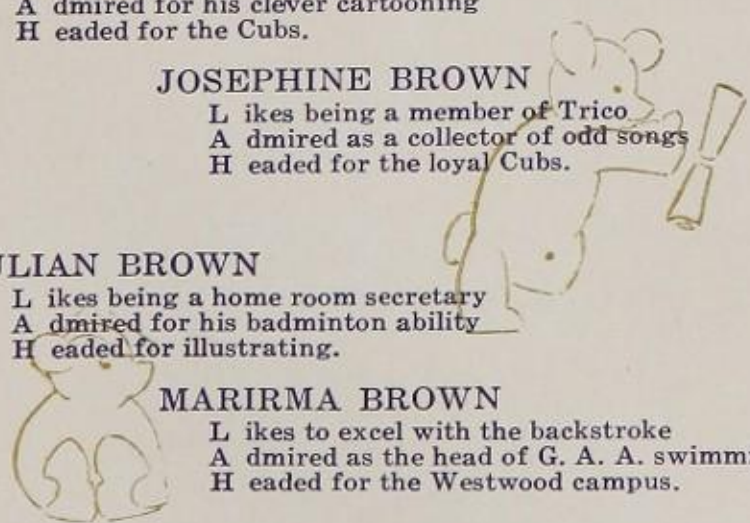 A dmired for his clever cartooning
H eaded for the Cubs.
JOSEPHINE BROWN
L ikes being a member of Trico
A dmired as a collector of odd songs
H eaded for the loyal Cubs.
LIAN BROWN
L ikes being a home room secretary
A dmired for his badminton ability
H eaded for illustrating.
MARIRMA BROWN
L ikes to excel with the backstroke
A dmired as the head of G. A. A. swimm
H eaded for the Westwood campus.